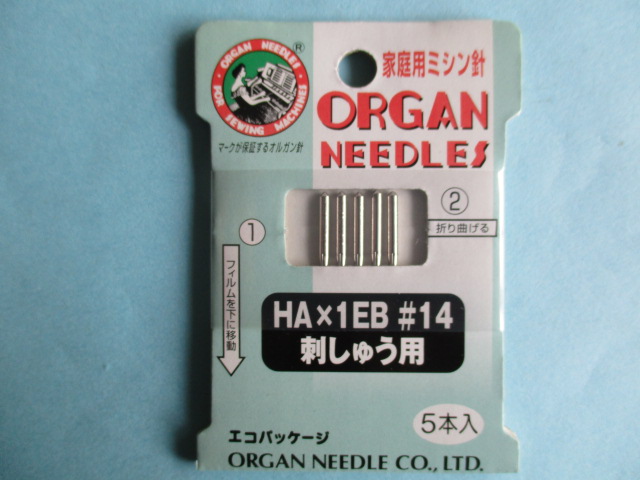 ORGAN NEEDLES
FOR SEWING MACHINES
®
マークが保証するオルガン針
家庭用ミシン針
ORGAN
NEEDLES
①
フィルムを下に移動
②
折り曲げる
HA×1EB #14
刺しゅう用
5本入
エコパッケージ
ORGAN NEEDLE CO., LTD.